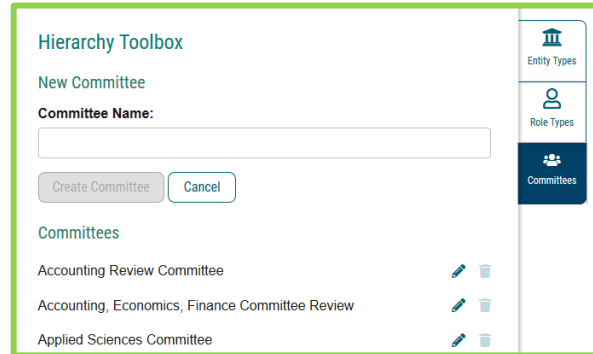 Hierarchy Toolbox
New Committee
Committee Name:
Create Committee
Cancel
Committees
Accounting Review Committee
Accounting, Economics, Finance Committee Review
Applied Sciences Committee
Entity Types
Role Types
Committees